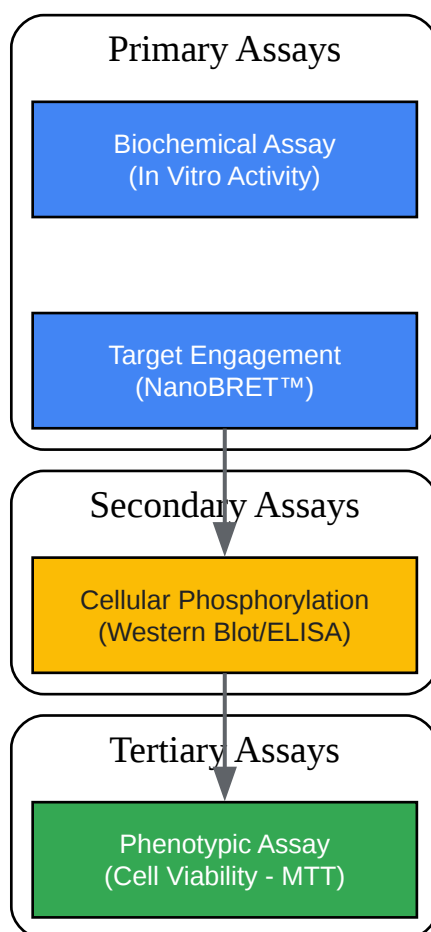 Primary Assays
Biochemical Assay
(In Vitro Activity)
Target Engagement
(NanoBRET™)
Secondary Assays
Cellular Phosphorylation
(Western Blot/ELISA)
Tertiary Assays
Phenotypic Assay
(Cell Viability - MTT)